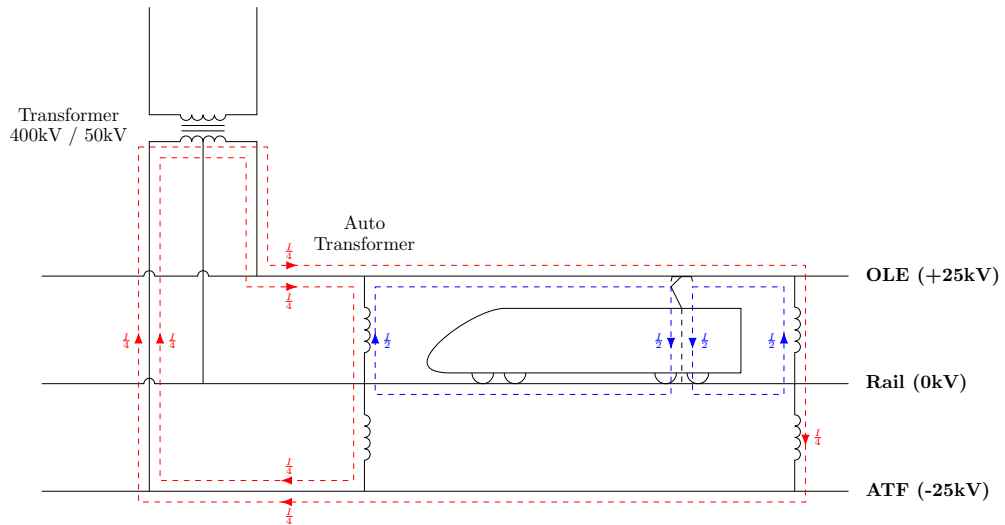 Transformer
400kV / 50kV
Auto
Transformer
I/4
OLE (+25kV)
I/4
I/4
I/4
I/2
I/2
I/2
I/2
Rail (0kV)
I/4
I/4
ATF (-25kV)
I/4